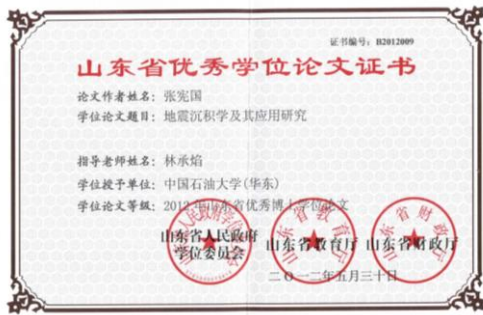 证书编号：B2012009
山东省优秀学位论文证书
论文作者姓名：张宪国
学位论文题目：地震沉积学及其应用研究
指导老师姓名：林承焰
学位授予单位：中国石油大学(华东)
学位论文等级：2012年山东省优秀博士学位论文
山东省人民政府 山东省教育厅 山东省财政厅
学位委员会
二〇一二年五月三十日